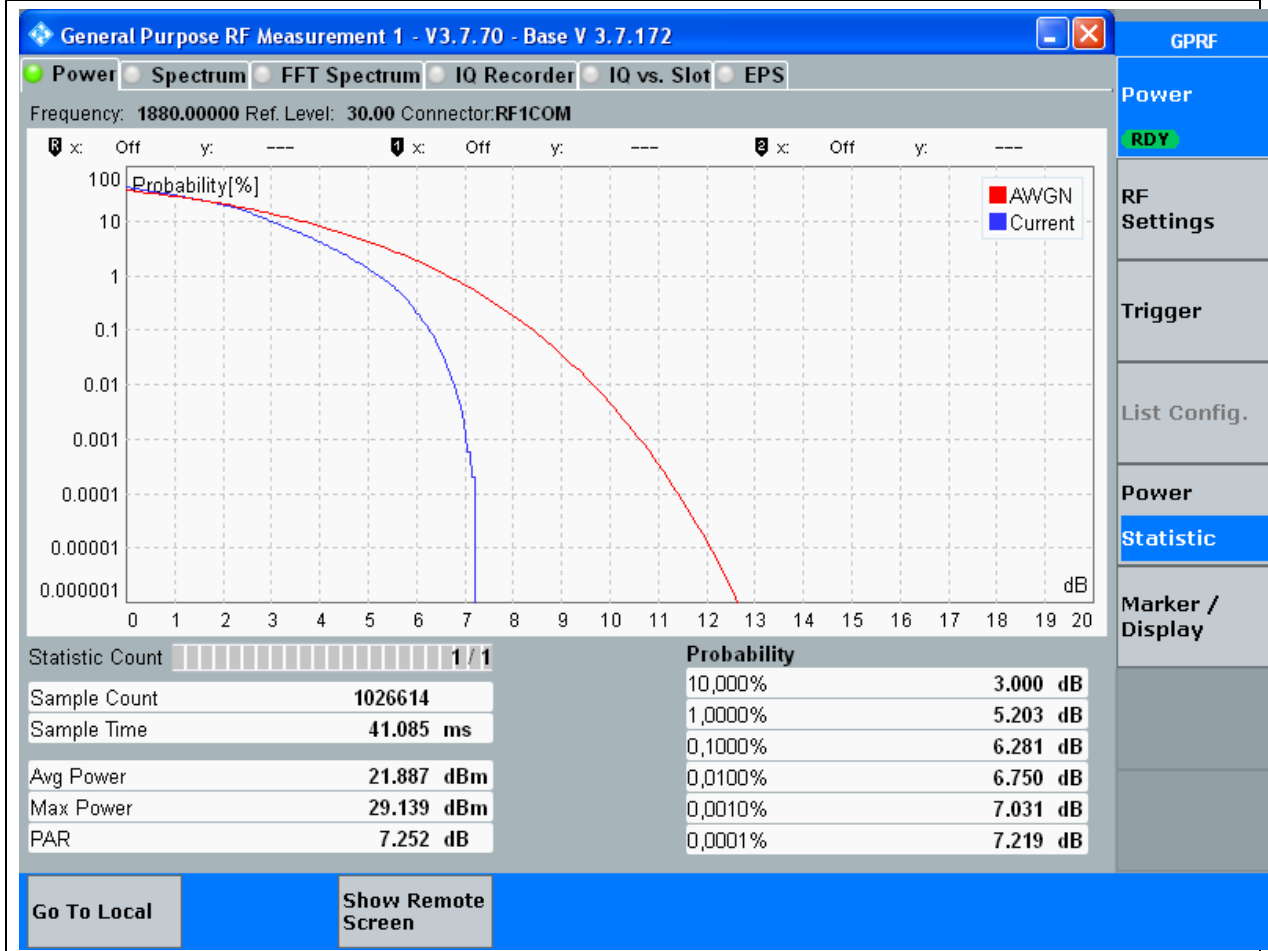 General Purpose RF Measurement 1 - V3.7.70 - Base V 3.7.172
GPRF
Power Spectrum FFT Spectrum IQ Recorder IQ vs. Slot EPS
Frequency: 1880.00000 Ref. Level: 30.00 Connector:RF1COM
R x: Off y: --- 1 x: Off y: --- 2 x: Off y: ---
Power
RDY
RF
Settings
Trigger
List Config.
Power
Statistic
Marker /
Display
Probability[%]
AWGN
Current
100
10
1
0.1
0.01
0.001
0.0001
0.00001
0.000001
dB
0 1 2 3 4 5 6 7 8 9 10 11 12 13 14 15 16 17 18 19 20
Statistic Count 1 / 1
Sample Count 1026614
Sample Time 41.085 ms
Avg Power 21.887 dBm
Max Power 29.139 dBm
PAR 7.252 dB
Probability
10,000% 3.000 dB
1,0000% 5.203 dB
0,1000% 6.281 dB
0,0100% 6.750 dB
0,0010% 7.031 dB
0,0001% 7.219 dB
Go To Local
Show Remote
Screen